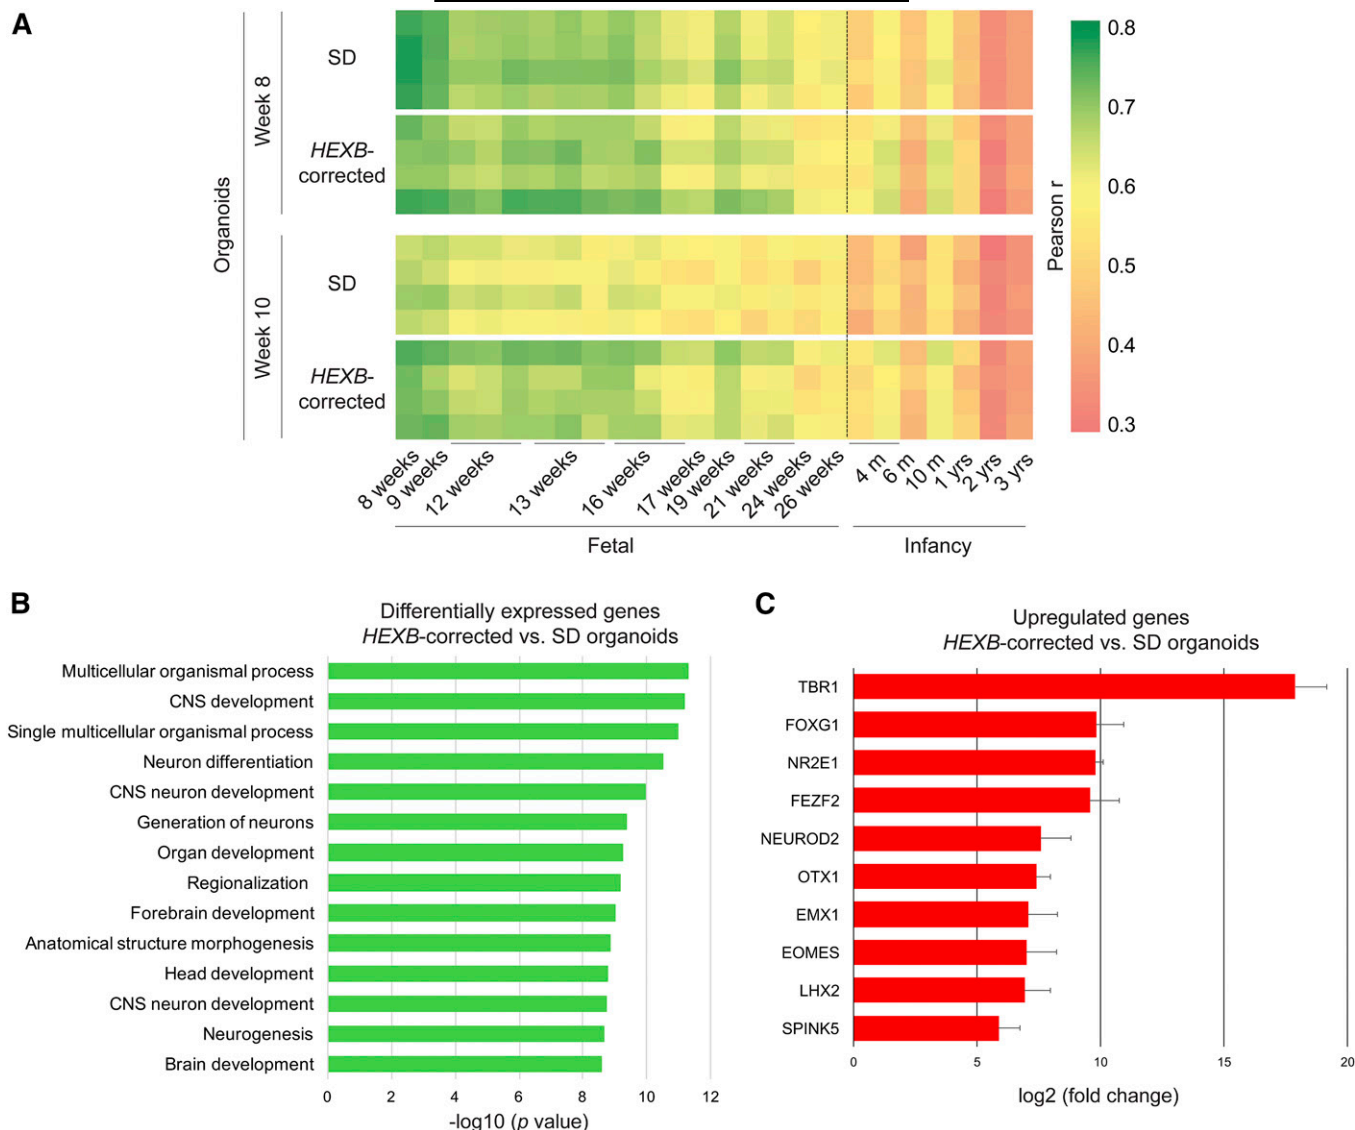 A
Organoids
Week 8
SD
HEXB-
corrected
Week 10
SD
HEXB-
corrected
0.8
0.7
0.6
0.5
0.4
0.3
Pearson r
8 weeks
9 weeks
12 weeks
13 weeks
16 weeks
17 weeks
19 weeks
21 weeks
24 weeks
26 weeks
4 m
6 m
10 m
1 yrs
2 yrs
3 yrs
Fetal
Infancy
B
Differentially expressed genes
HEXB-corrected vs. SD organoids
Multicellular organismal process
CNS development
Single multicellular organismal process
Neuron differentiation
CNS neuron development
Generation of neurons
Organ development
Regionalization
Forebrain development
Anatomical structure morphogenesis
Head development
CNS neuron development
Neurogenesis
Brain development
0 2 4 6 8 10 12
-log10 (p value)
C
Upregulated genes
HEXB-corrected vs. SD organoids
TBR1
FOXG1
NR2E1
FEZF2
NEUROD2
OTX1
EMX1
EOMES
LHX2
SPINK5
0 5 10 15 20
log2 (fold change)